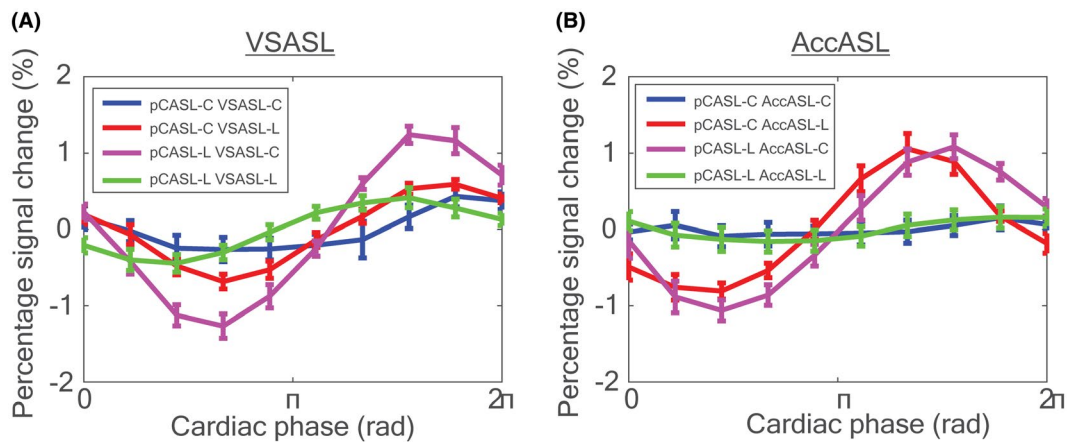 (A)
VSASL
Percentage signal change (%)
2
1
0
-1
-2
pCASL-C VSASL-C
pCASL-C VSASL-L
pCASL-L VSASL-C
pCASL-L VSASL-L
0
п
2п
Cardiac phase (rad)
(B)
AccASL
Percentage signal change (%)
2
1
0
-1
-2
pCASL-C AccASL-C
pCASL-C AccASL-L
pCASL-L AccASL-C
pCASL-L AccASL-L
0
п
2п
Cardiac phase (rad)